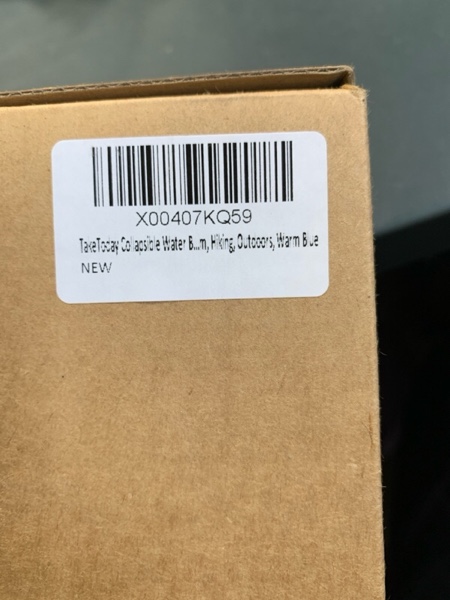 X00407KQ59
TakeToday Collapsible Water B...m, Hiking, Outdoors, Warm Blue
NEW